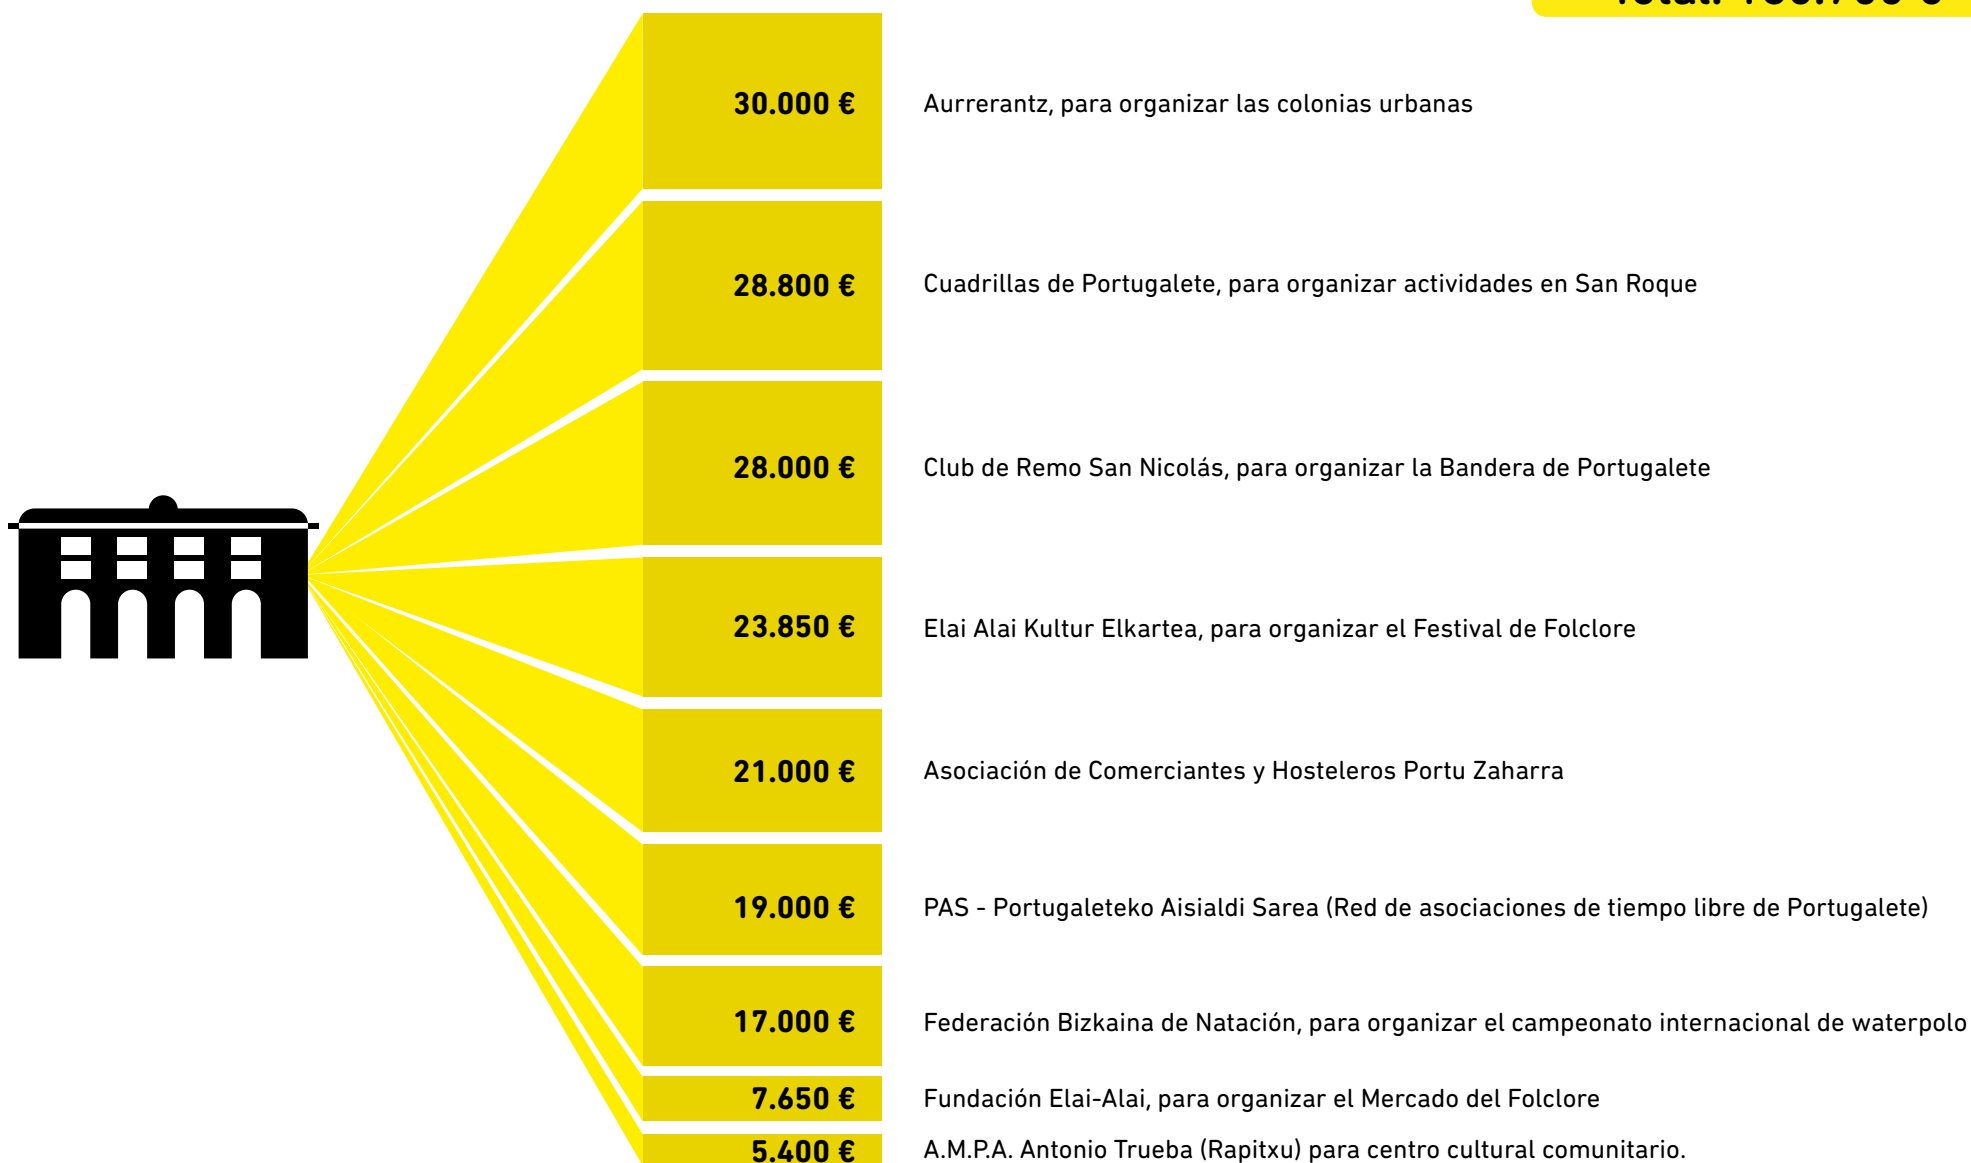 Total: 180.700 €
30.000 € Aurrerantz, para organizar las colonias urbanas
28.800 € Cuadrillas de Portugalete, para organizar actividades en San Roque
28.000 € Club de Remo San Nicolás, para organizar la Bandera de Portugalete
23.850 € Elai Alai Kultur Elkartea, para organizar el Festival de Folclore
21.000 € Asociación de Comerciantes y Hosteleros Portu Zaharra
19.000 € PAS - Portugaleteko Aisialdi Sarea (Red de asociaciones de tiempo libre de Portugalete)
17.000 € Federación Bizkaina de Natación, para organizar el campeonato internacional de waterpolo
7.650 € Fundación Elai-Alai, para organizar el Mercado del Folclore
5.400 € A.M.P.A. Antonio Trueba (Rapitxu) para centro cultural comunitario.